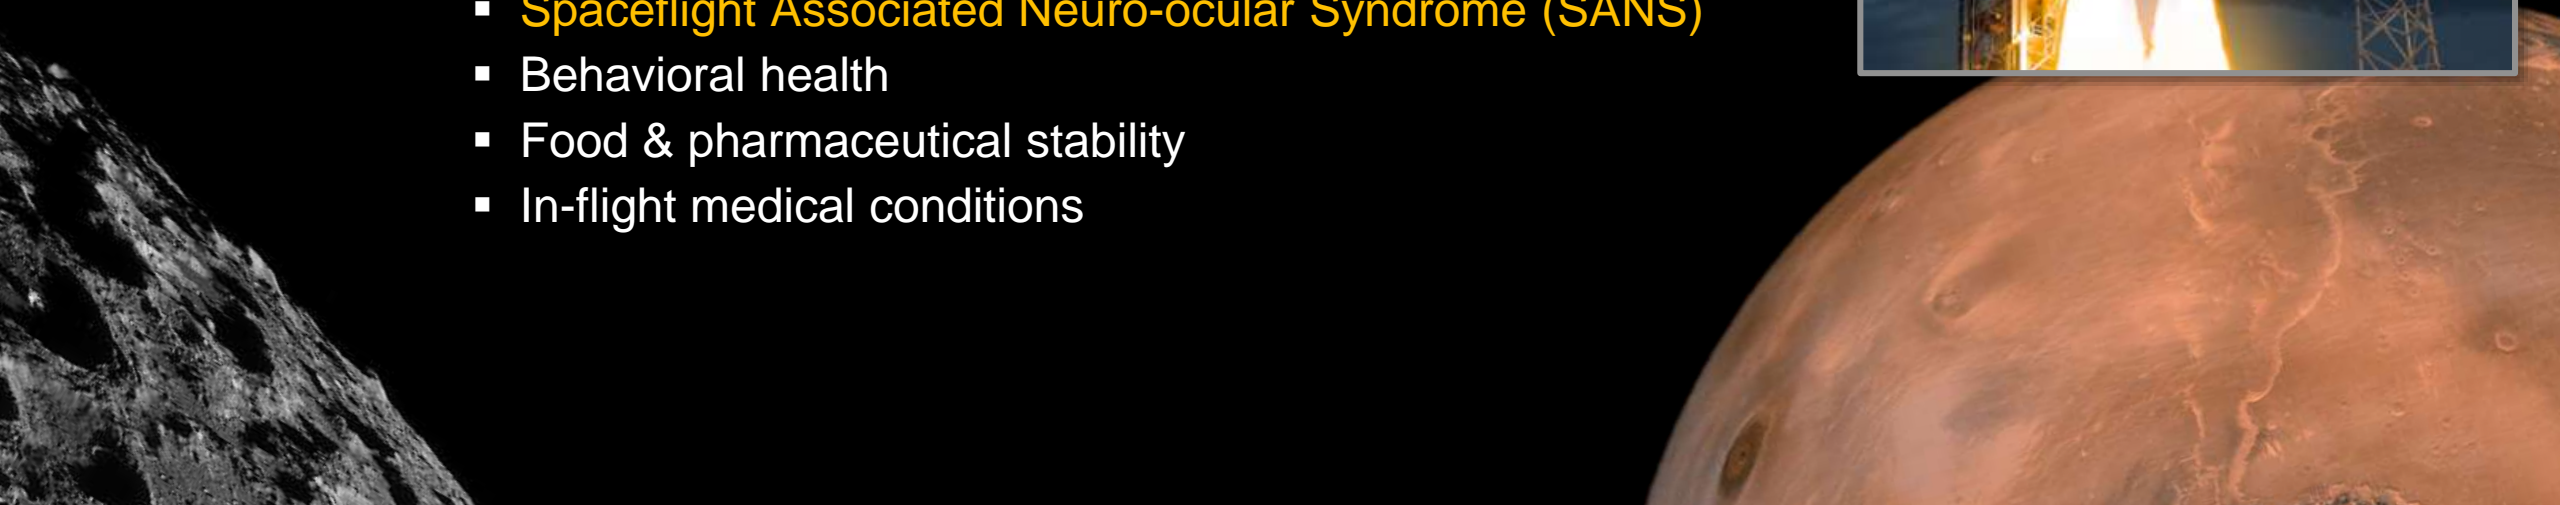 ▪ Spaceflight Associated Neuro-ocular Syndrome (SANS)
▪ Behavioral health
▪ Food & pharmaceutical stability
▪ In-flight medical conditions